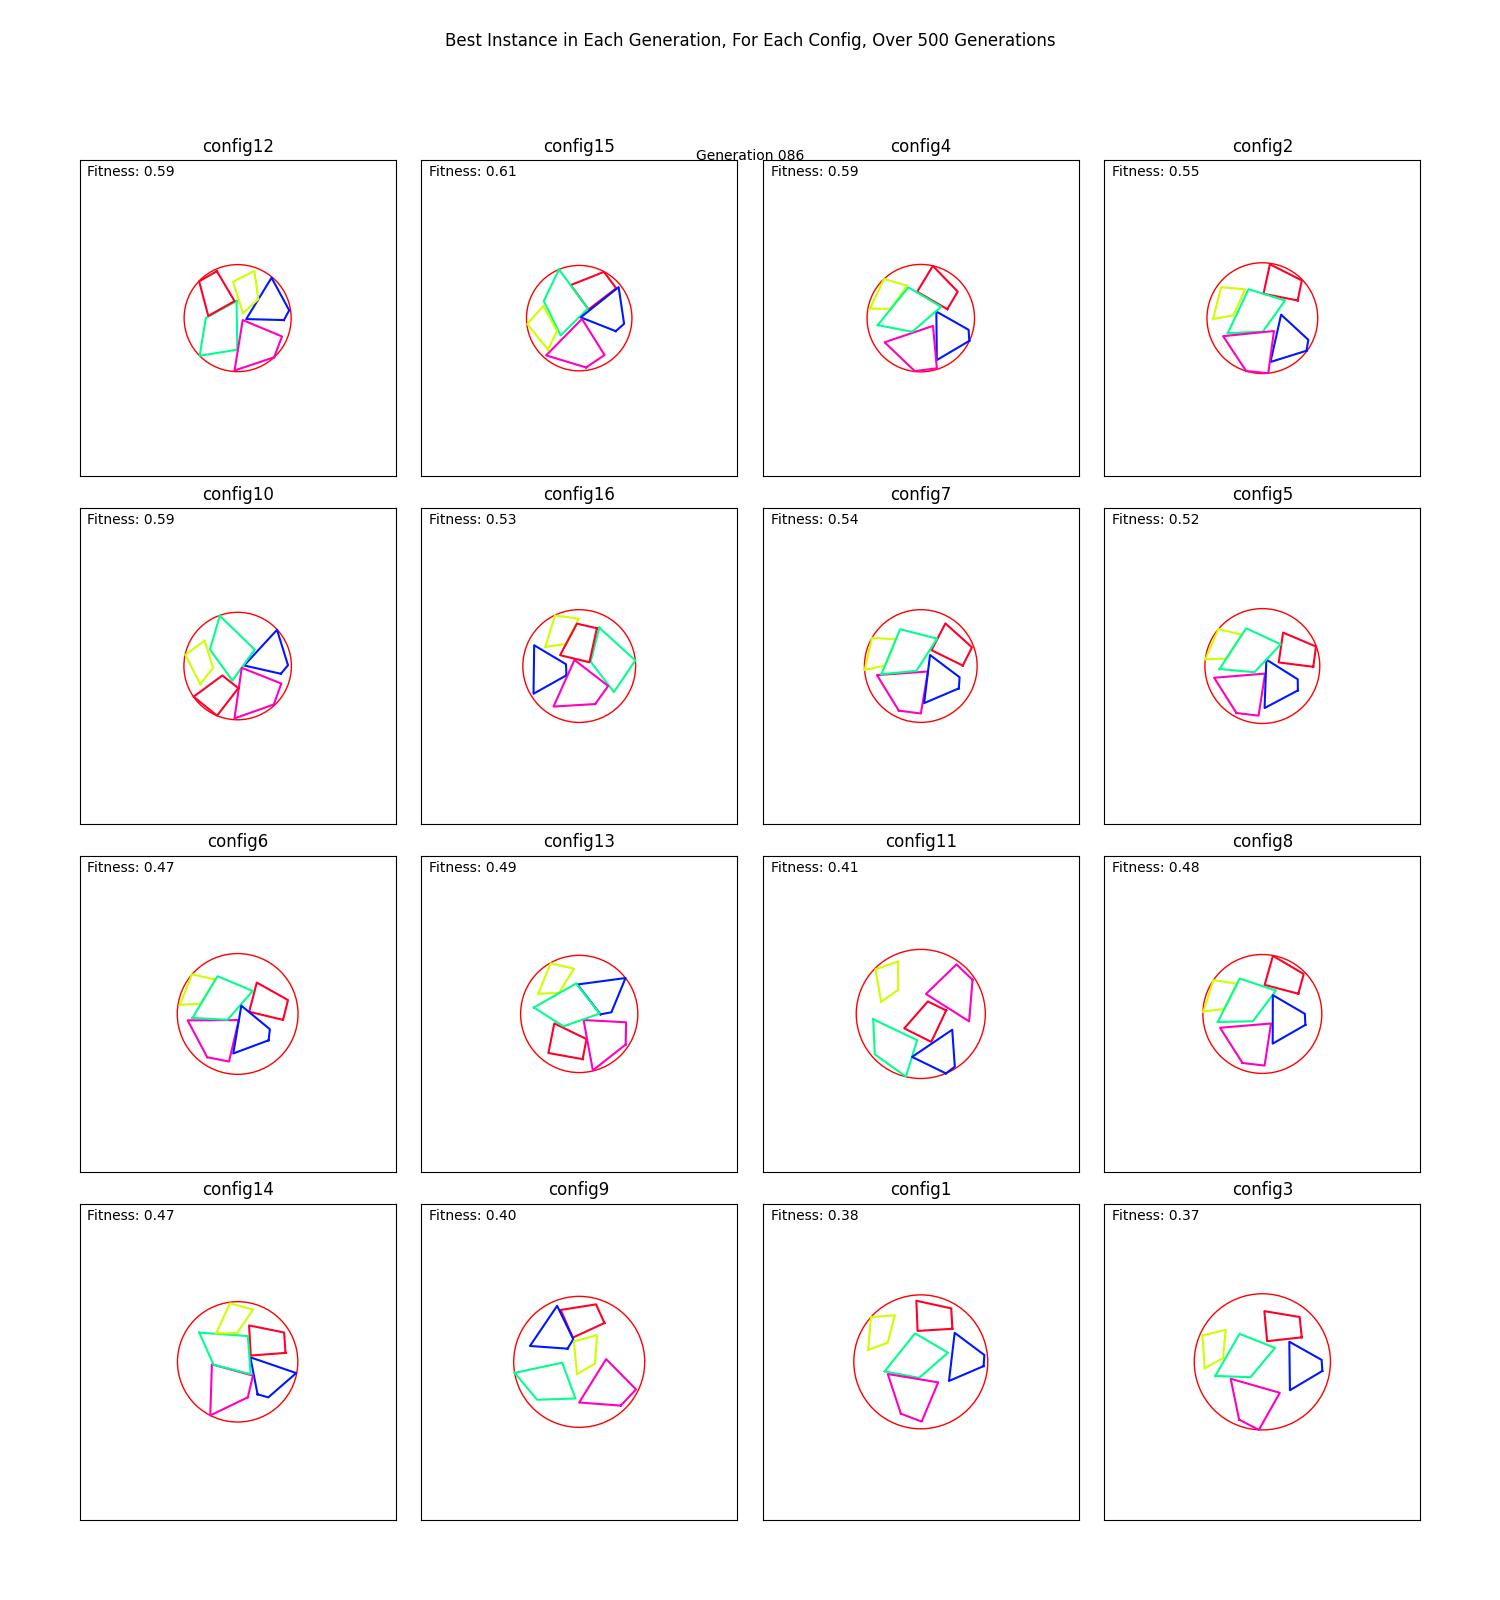 Best Instance in Each Generation, For Each Config, Over 500 Generations
Generation 086
config12
Fitness: 0.59
config15
Fitness: 0.61
config4
Fitness: 0.59
config2
Fitness: 0.55
config10
Fitness: 0.59
config16
Fitness: 0.53
config7
Fitness: 0.54
config5
Fitness: 0.52
config6
Fitness: 0.47
config13
Fitness: 0.49
config11
Fitness: 0.41
config8
Fitness: 0.48
config14
Fitness: 0.47
config9
Fitness: 0.40
config1
Fitness: 0.38
config3
Fitness: 0.37